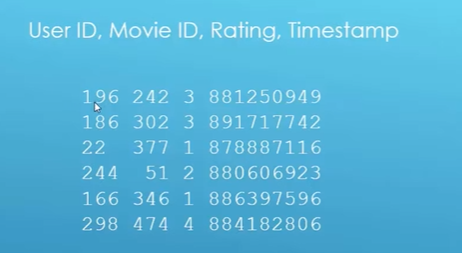 User ID, Movie ID, Rating, Timestamp
196 242 3 881250949
186 302 3 891717742
22 377 1 878887116
244 51 2 880606923
166 346 1 886397596
298 474 4 884182806